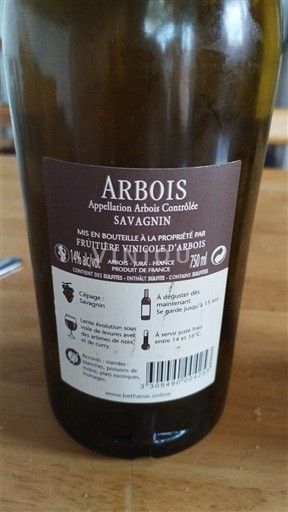 ARBOIS
Appellation Arbois Contrôlée
SAVAGNIN
MIS EN BOUTEILLE À LA PROPRIÉTÉ PAR
FRUITIÈRE VINICOLE D'ARBOIS
14% alc/vol
ARBOIS - JURA - FRANCE
PRODUIT DE FRANCE
750 ml
CONTIENT DES SULFITES - ENTHÄLT SULFITE - CONTAINS SULFITES
Cépage :
Savagnin
À déguster dès
maintenant.
Se garde jusqu'à 15 ans
Lente évolution sous
voile de levures avec
des arômes de noix
et de curry.
À servir juste frais
entre 14 et 16°C.
Accords : viandes
blanches, poissons de
rivière, plats exotiques,
fromages.
www.bethanie.online